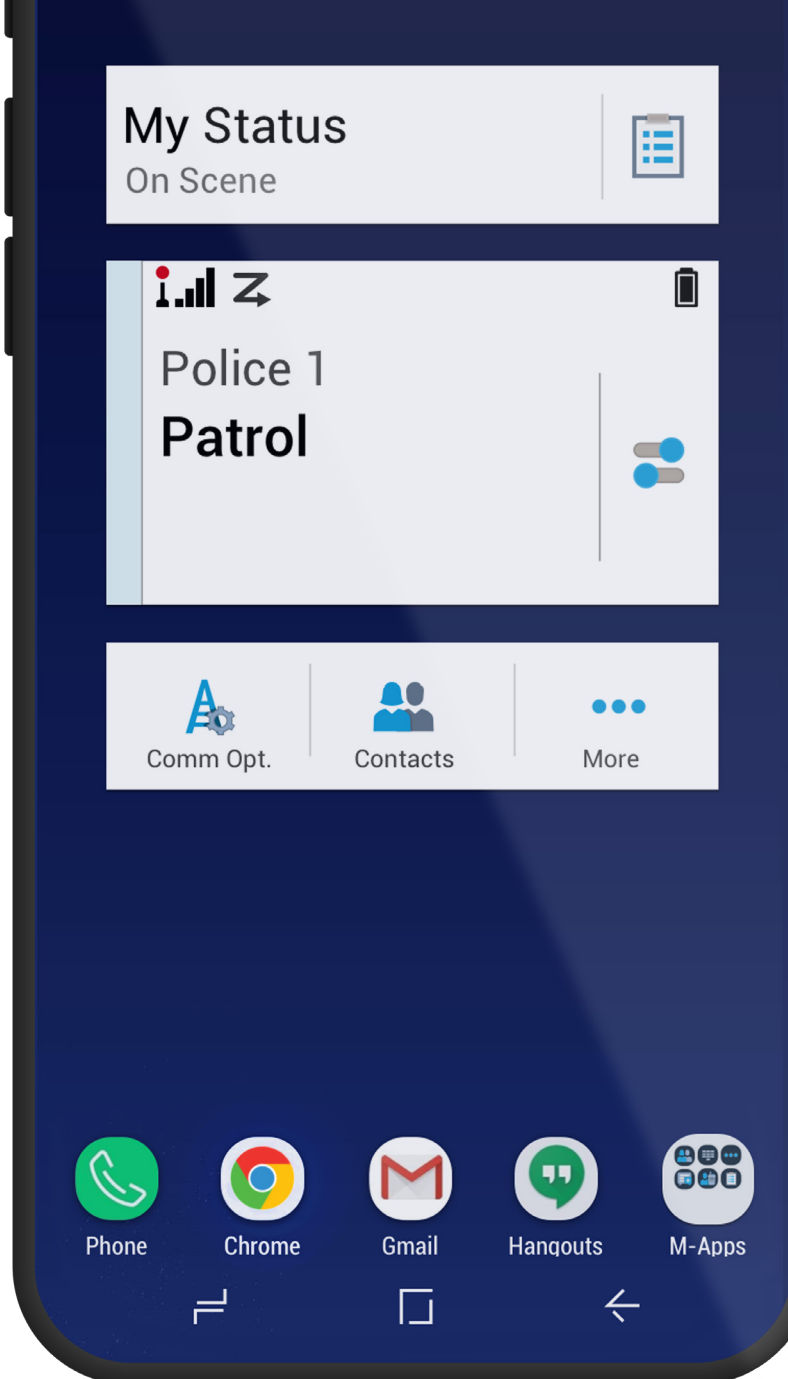 My Status
On Scene
Police 1
Patrol
Comm Opt.
Contacts
More
Phone
Chrome
Gmail
Hangouts
M-Apps